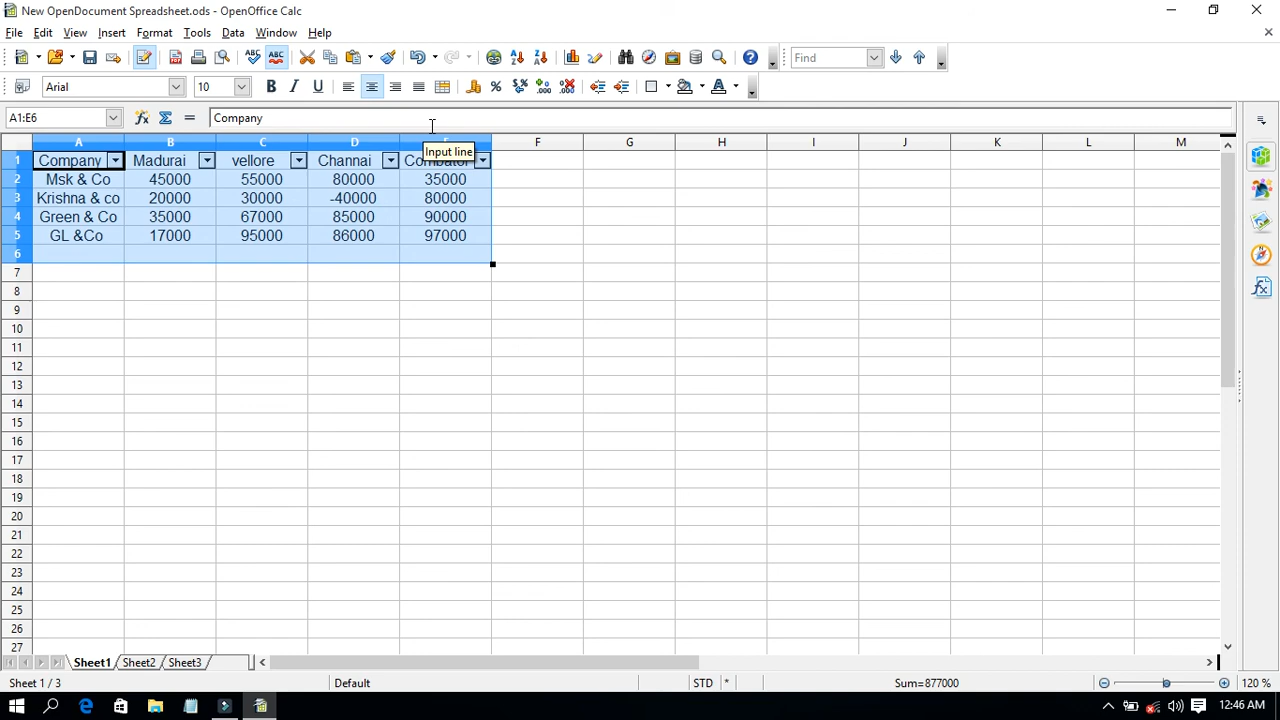 New OpenDocument Spreadsheet.ods - OpenOffice Calc
File Edit View Insert Format Tools Data Window Help
Find
Arial 10
A1:E6 Company
A B C D E F G H I J K L M
Input line
1 Company Madurai vellore Channai
2 Msk & Co 45000 55000 80000 35000
3 Krishna & co 20000 30000 -40000 80000
4 Green & Co 35000 67000 85000 90000
5 GL &Co 17000 95000 86000 97000
6
7
8
9
10
11
12
13
14
15
16
17
18
19
20
21
22
23
24
25
26
27
Sheet1 Sheet2 Sheet3
Sheet 1 / 3 Default STD * Sum=877000 120 %
12:46 AM